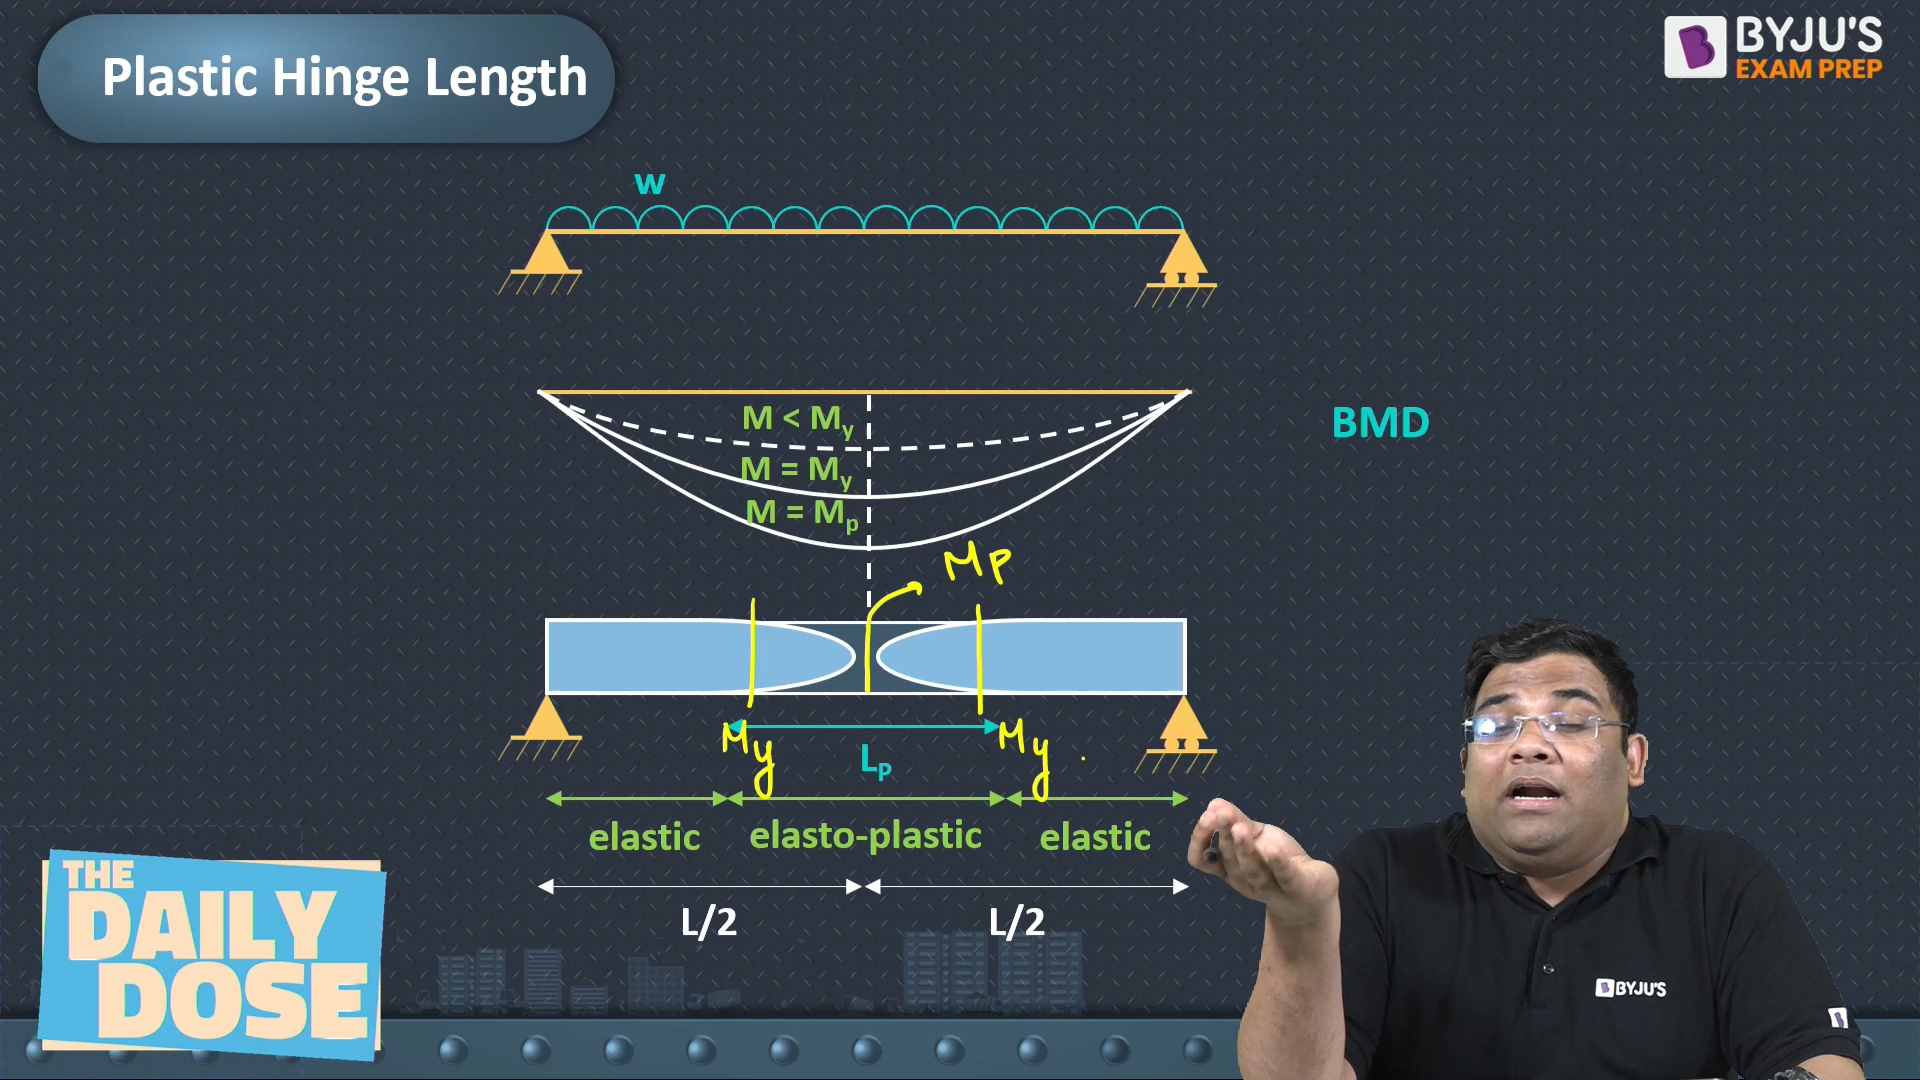 Plastic Hinge Length
BYJU'S
EXAM PREP
w
M < My
M = My
M = Mp
BMD
Mp
My
My
LP
elastic
elasto-plastic
elastic
L/2
L/2
THE
DAILY
DOSE
BYJU'S